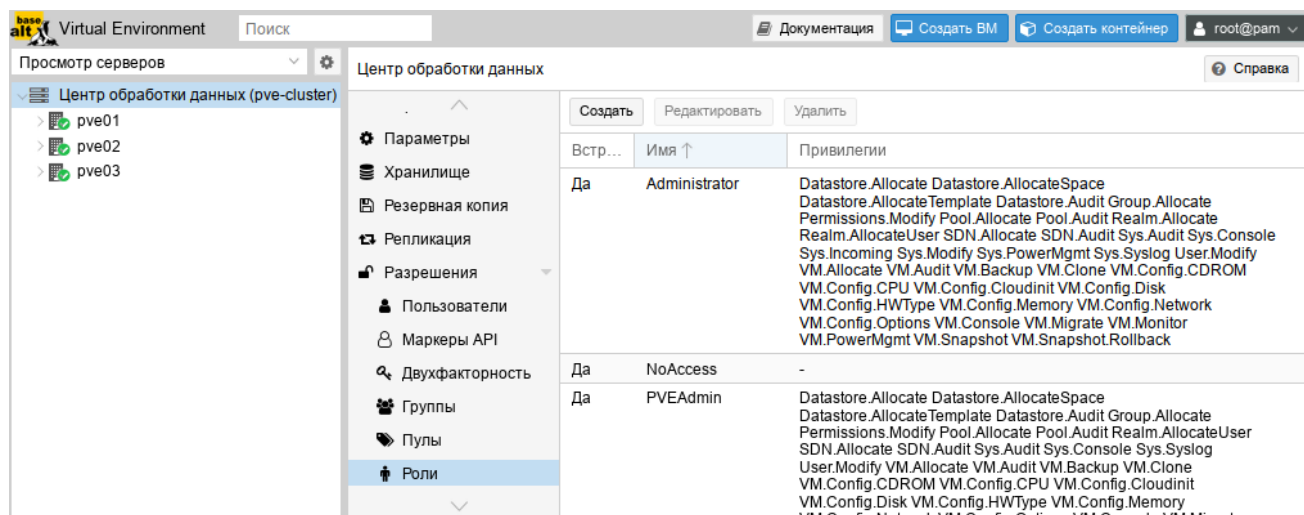 base
alt Virtual Environment Поиск Документация Создать ВМ Создать контейнер root@pam
Просмотр серверов
Центр обработки данных (pve-cluster)
pve01
pve02
pve03
Центр обработки данных Справка
Параметры
Хранилище
Резервная копия
Репликация
Разрешения
Пользователи
Маркеры API
Двухфакторность
Группы
Пулы
Роли
Создать Редактировать Удалить
Встр... Имя ↑ Привилегии
Да Administrator Datastore.Allocate Datastore.AllocateSpace
Datastore.AllocateTemplate Datastore.Audit Group.Allocate
Permissions.Modify Pool.Allocate Pool.Audit Realm.Allocate
Realm.AllocateUser SDN.Allocate SDN.Audit Sys.Audit Sys.Console
Sys.Incoming Sys.Modify Sys.PowerMgmt Sys.Syslog User.Modify
VM.Allocate VM.Audit VM.Backup VM.Clone VM.Config.CDROM
VM.Config.CPU VM.Config.Cloudinit VM.Config.Disk
VM.Config.HWType VM.Config.Memory VM.Config.Network
VM.Config.Options VM.Console VM.Migrate VM.Monitor
VM.PowerMgmt VM.Snapshot VM.Snapshot.Rollback
Да NoAccess -
Да PVEAdmin Datastore.Allocate Datastore.AllocateSpace
Datastore.AllocateTemplate Datastore.Audit Group.Allocate
Permissions.Modify Pool.Allocate Pool.Audit Realm.AllocateUser
SDN.Allocate SDN.Audit Sys.Audit Sys.Console Sys.Syslog
User.Modify VM.Allocate VM.Audit VM.Backup VM.Clone
VM.Config.CDROM VM.Config.CPU VM.Config.Cloudinit
VM.Config.Disk VM.Config.HWType VM.Config.Memory